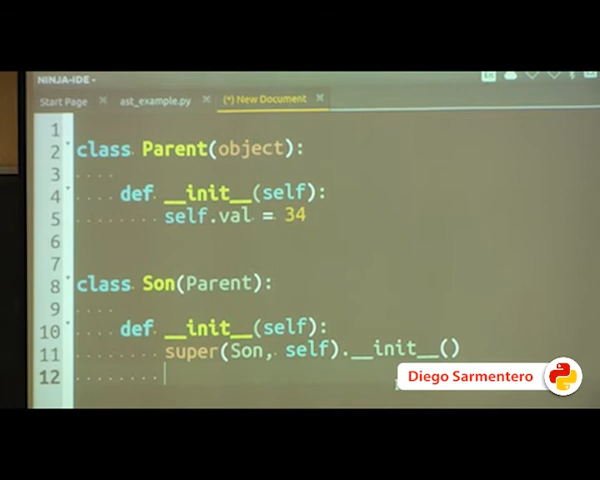 NINJA-IDE -
Start Page ast_example.py (*) New Document
1
2 class Parent(object):
3
4 def __init__(self):
5 self.val = 34
6
7
8 class Son(Parent):
9
10 def __init__(self):
11 super(Son, self).__init__()
12
Diego Sarmentero